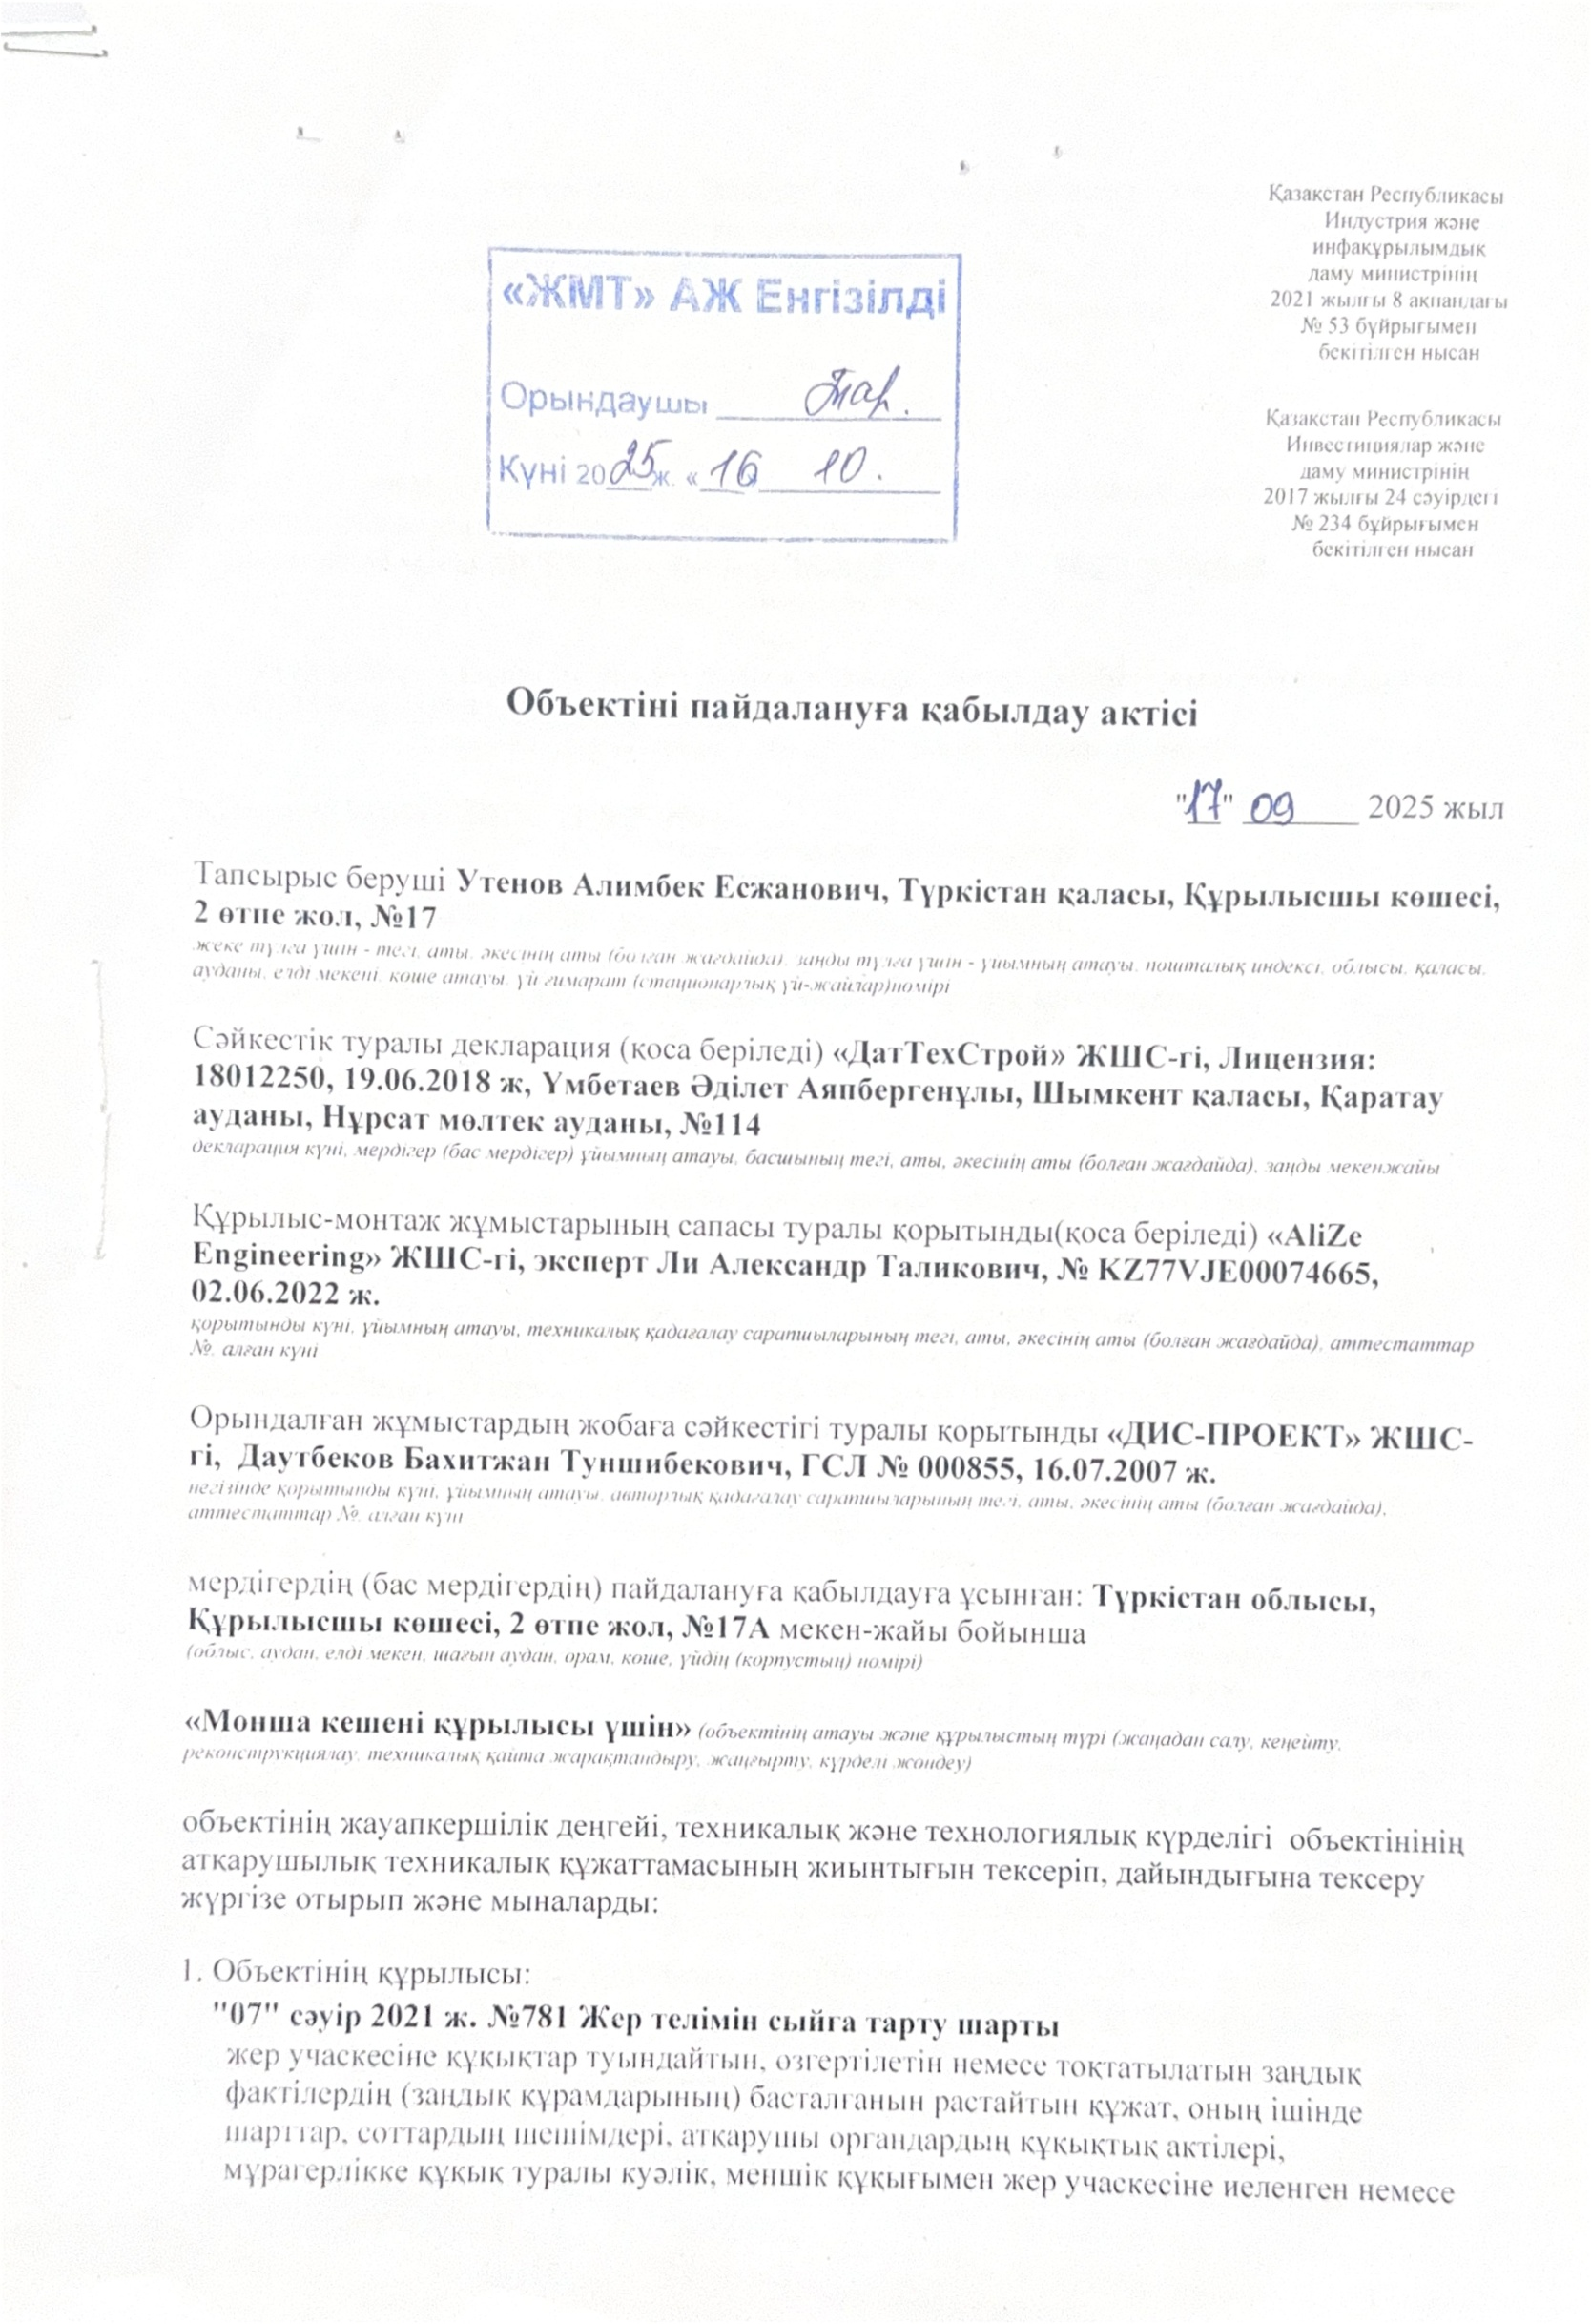 Қазақстан Республикасы
Индустрия және
инфақұрылымдық
даму министрінің
2021 жылғы 8 ақпандағы
№ 53 бұйрығымен
бекітілген нысан
«ЖМТ» АЖ Енгізілді
Орындаушы
Күні 2025 ж. «16 10.
Қазақстан Республикасы
Инвестициялар және
даму министрінің
2017 жылғы 24 сәуірдегі
№ 234 бұйрығымен
бекітілген нысан
Объектіні пайдалануға қабылдау актісі
"17" 09 2025 жыл
Тапсырыс беруші Утенов Алимбек Есжанович, Түркістан қаласы, Құрылысшы көшесі,
2 өтпе жол, №17
жеке тұлға үшін - тегі, аты, әкесінің аты (болған жағдайда), заңды тұлға үшін - ұйымның атауы, пошталық индексі, облысы, қаласы,
ауданы, елді мекені, көше атауы, үй ғимарат (стационарлық үй-жайлар)нөмірі
Сәйкестік туралы декларация (қоса беріледі) «ДатТехСтрой» ЖШС-гі, Лицензия:
18012250, 19.06.2018 ж, Үмбетаев Әділет Аяпбергенұлы, Шымкент қаласы, Қаратау
ауданы, Нұрсат мөлтек ауданы, №114
декларация күні, мердігер (бас мердігер) ұйымның атауы, басшының тегі, аты, әкесінің аты (болған жағдайда), заңды мекенжайы
Құрылыс-монтаж жұмыстарының сапасы туралы қорытынды(қоса беріледі) «AliZe
Engineering» ЖШС-гі, эксперт Ли Александр Таликович, № KZ77VJE00074665,
02.06.2022 ж.
қорытынды күні, ұйымның атауы, техникалық қадағалау сарапшыларының тегі, аты, әкесінің аты (болған жағдайда), аттестаттар
№, алған күні
Орындалған жұмыстардың жобаға сәйкестігі туралы қорытынды «ДИС-ПРОЕКТ» ЖШС-
гі, Даутбеков Бахитжан Туншибекович, ГСЛ № 000855, 16.07.2007 ж.
негізінде қорытынды күні, ұйымның атауы, авторлық қадағалау сарапшыларының тегі, аты, әкесінің аты (болған жағдайда),
аттестаттар №, алған күні
мердігердің (бас мердігердің) пайдалануға қабылдауға ұсынған: Түркістан облысы,
Құрылысшы көшесі, 2 өтпе жол, №17А мекен-жайы бойынша
(облыс, аудан, елді мекен, шағын аудан, орам, көше, үйдің (корпустың) нөмірі)
«Монша кешені құрылысы үшін» (объектінің атауы және құрылыстың түрі (жаңадан салу, кеңейту,
реконструкциялау, техникалық қайта жарақтандыру, жаңғырту, күрделі жөндеу)
объектінің жауапкершілік деңгейі, техникалық және технологиялық күрделігі объектінінің
атқарушылық техникалық құжаттамасының жиынтығын тексеріп, дайындығына тексеру
жүргізе отырып және мыналарды:
1. Объектінің құрылысы:
"07" сәуір 2021 ж. №781 Жер телімін сыйға тарту шарты
жер учаскесіне құқықтар туындайтын, өзгертілетін немесе тоқтатылатын заңдық
фактілердің (заңдық құрамдарының) басталғанын растайтын құжат, оның ішінде
шарттар, соттардың шешімдері, атқарушы органдардың құқықтық актілері,
мұрагерлікке құқық туралы куәлік, меншік құқығымен жер учаскесіне иеленген немесе